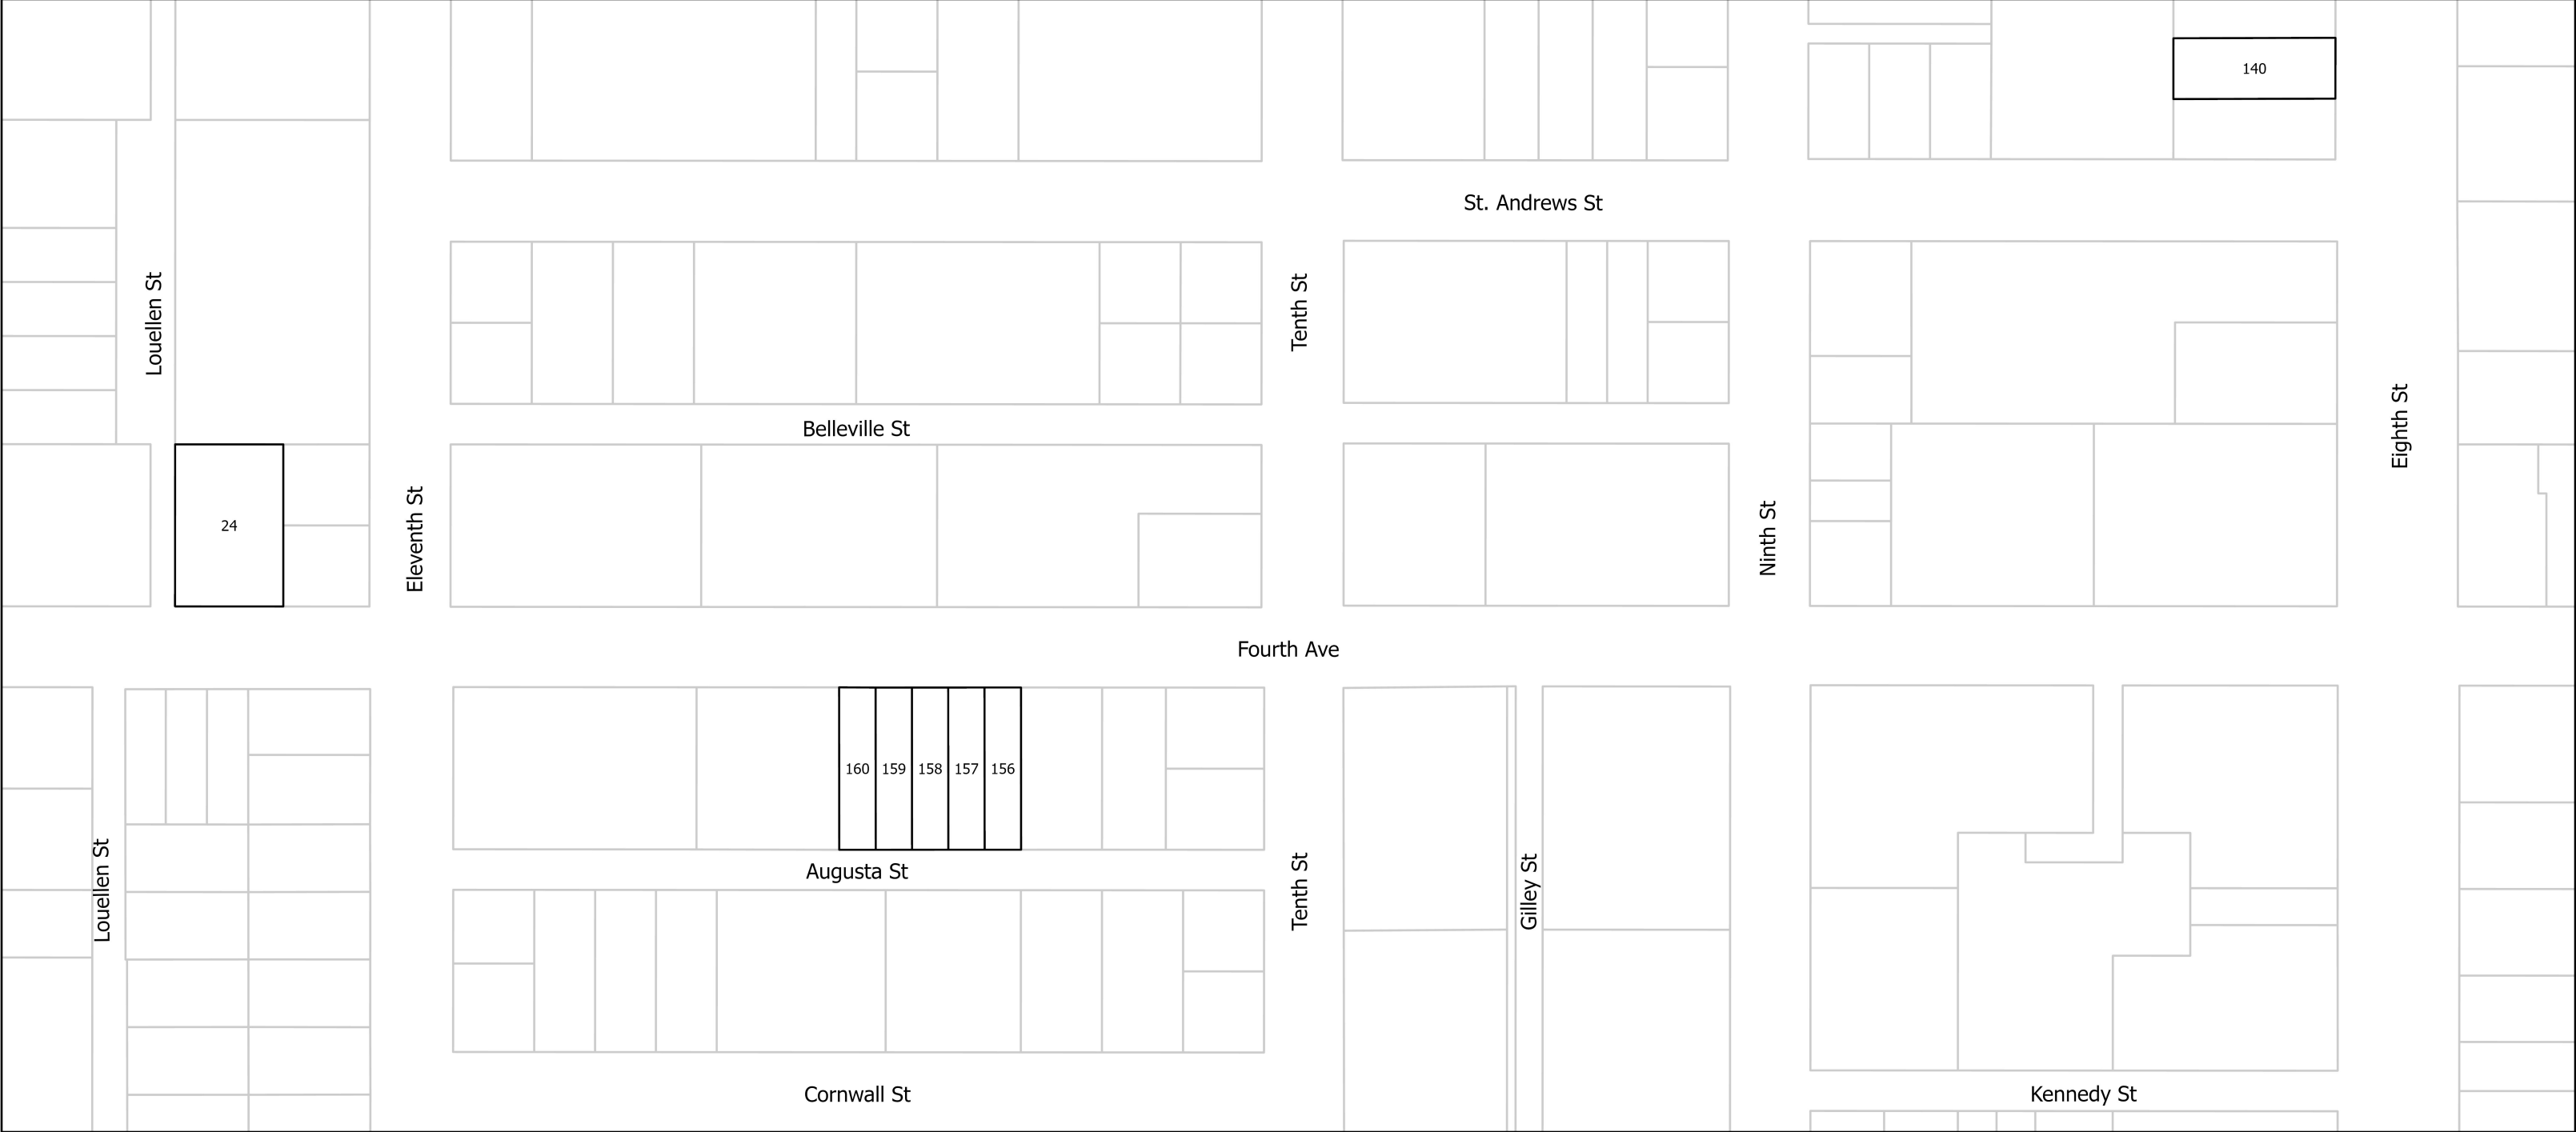 140
St. Andrews St
Louellen St
Tenth St
Belleville St
Eighth St
24
Eleventh St
Ninth St
Fourth Ave
160
159
158
157
156
Augusta St
Louellen St
Tenth St
Gilley St
Cornwall St
Kennedy St